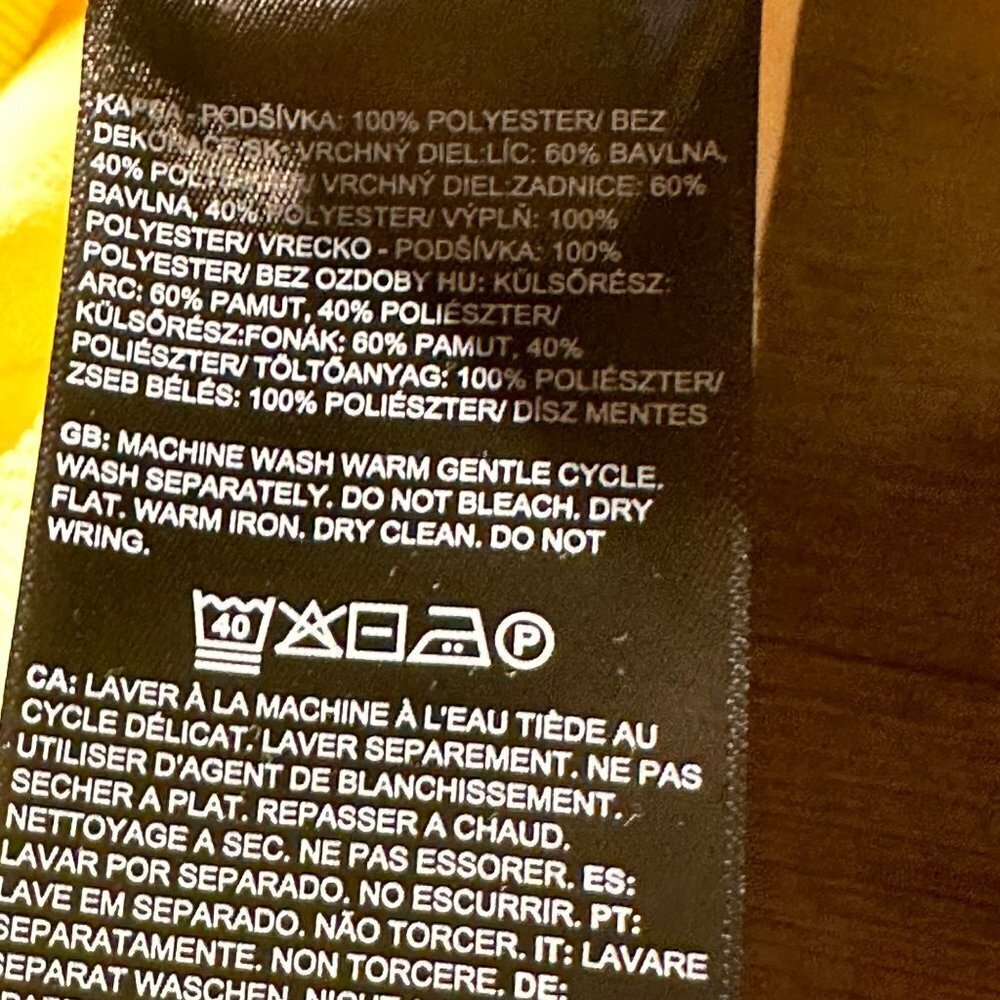 PODŠÍVKA: 100% POLYESTER/ BEZ
VRCHNÝ DIEL:LÍC: 60% BAVLNA,
40% VRCHNÝ DIEL:ZADNICE: 60%
BAVLNA, 40% POLYESTER/ VÝPLŇ: 100%
POLYESTER/ VRECKO - PODŠÍVKA: 100%
POLYESTER/ BEZ OZDOBY HU: KÜLSŐRÉSZ:
ARC: 60% PAMUT, 40% POLIÉSZTER/
KÜLSŐRÉSZ:FONÁK: 60% PAMUT, 40%
POLIÉSZTER/ TÖLTŐANYAG: 100% POLIÉSZTER/
ZSEB BÉLÉS: 100% POLIÉSZTER/ DÍSZ MENTES
GB: MACHINE WASH WARM GENTLE CYCLE.
WASH SEPARATELY. DO NOT BLEACH. DRY
FLAT. WARM IRON. DRY CLEAN. DO NOT
WRING.
40 P
CA: LAVER À LA MACHINE À L'EAU TIÈDE AU
CYCLE DÉLICAT. LAVER SEPAREMENT. NE PAS
UTILISER D'AGENT DE BLANCHISSEMENT.
SECHER A PLAT. REPASSER A CHAUD.
NETTOYAGE A SEC. NE PAS ESSORER. ES:
LAVAR POR SEPARADO. NO ESCURRIR. PT:
LAVE EM SEPARADO. NÃO TORCER. IT: LAVARE
SEPARATAMENTE. NON TORCERE. DE:
SEPARAT WASCHEN.